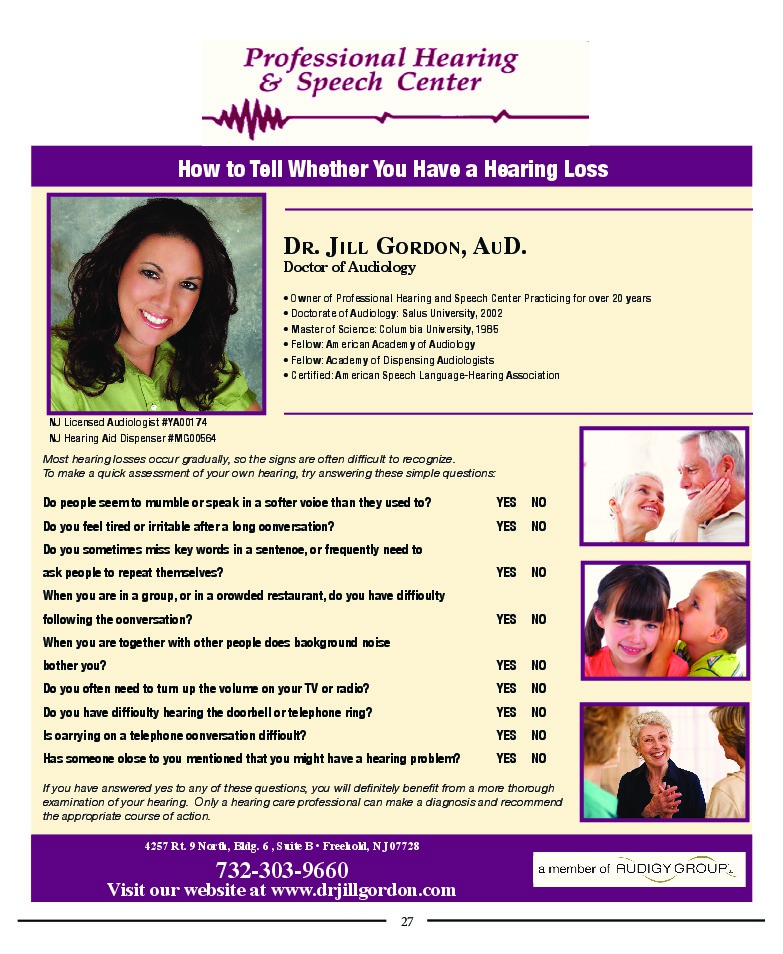 Professional Hearing
& Speech Center
How to Tell Whether You Have a Hearing Loss
DR. JILL GORDON, AUD.
Doctor of Audiology
• Owner of Professional Hearing and Speech Center Practicing for over 20 years
• Doctorate of Audiology: Salus University, 2002
• Master of Science: Columbia University, 1985
• Fellow: American Academy of Audiology
• Fellow: Academy of Dispensing Audiologists
• Certified: American Speech Language-Hearing Association
NJ Licensed Audiologist #YA00174
NJ Hearing Aid Dispenser #MG00564
Most hearing losses occur gradually, so the signs are often difficult to recognize.
To make a quick assessment of your own hearing, try answering these simple questions:
Do people seem to mumble or speak in a softer voice than they used to? YES NO
Do you feel tired or irritable after a long conversation? YES NO
Do you sometimes miss key words in a sentence, or frequently need to
ask people to repeat themselves? YES NO
When you are in a group, or in a crowded restaurant, do you have difficulty
following the conversation? YES NO
When you are together with other people does background noise
bother you? YES NO
Do you often need to turn up the volume on your TV or radio? YES NO
Do you have difficulty hearing the doorbell or telephone ring? YES NO
Is carrying on a telephone conversation difficult? YES NO
Has someone close to you mentioned that you might have a hearing problem? YES NO
If you have answered yes to any of these questions, you will definitely benefit from a more thorough
examination of your hearing. Only a hearing care professional can make a diagnosis and recommend
the appropriate course of action.
4257 Rt. 9 North, Bldg. 6 , Suite B • Freehold, NJ 07728
732-303-9660
Visit our website at www.drjillgordon.com
a member of AUDIGY GROUP
27